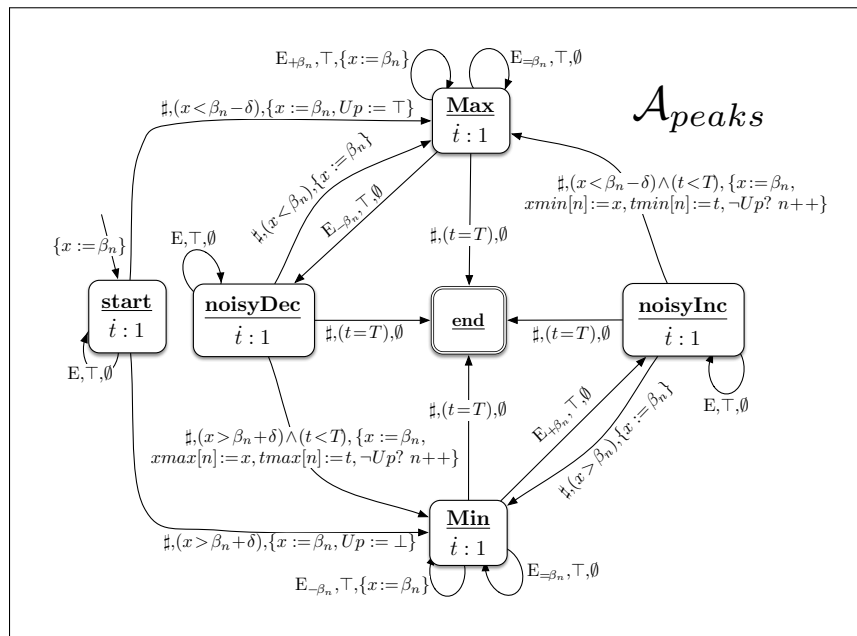 E₊βₙ,⊤,{x:=βₙ}
E₌βₙ,⊤,∅
𝒜peaks
Max
ṫ : 1
♯,(x<βₙ−δ),{x:=βₙ, Up:=⊤}
♯,(x<βₙ),{x:=βₙ}
E₋βₙ,⊤,∅
♯,(x<βₙ−δ)∧(t<T), {x:=βₙ,
xmin[n]:=x, tmin[n]:=t, ¬Up? n++}
♯,(t=T),∅
{x:=βₙ}
E,⊤,∅
start
ṫ : 1
E,⊤,∅
noisyDec
ṫ : 1
♯,(t=T),∅
end
♯,(t=T),∅
noisyInc
ṫ : 1
E,⊤,∅
♯,(t=T),∅
E₊βₙ,⊤,∅
♯,(x>βₙ),{x:=βₙ}
♯,(x>βₙ+δ)∧(t<T), {x:=βₙ,
xmax[n]:=x, tmax[n]:=t, ¬Up? n++}
♯,(x>βₙ+δ),{x:=βₙ, Up:=⊥}
Min
ṫ : 1
E₋βₙ,⊤,{x:=βₙ}
E₌βₙ,⊤,∅